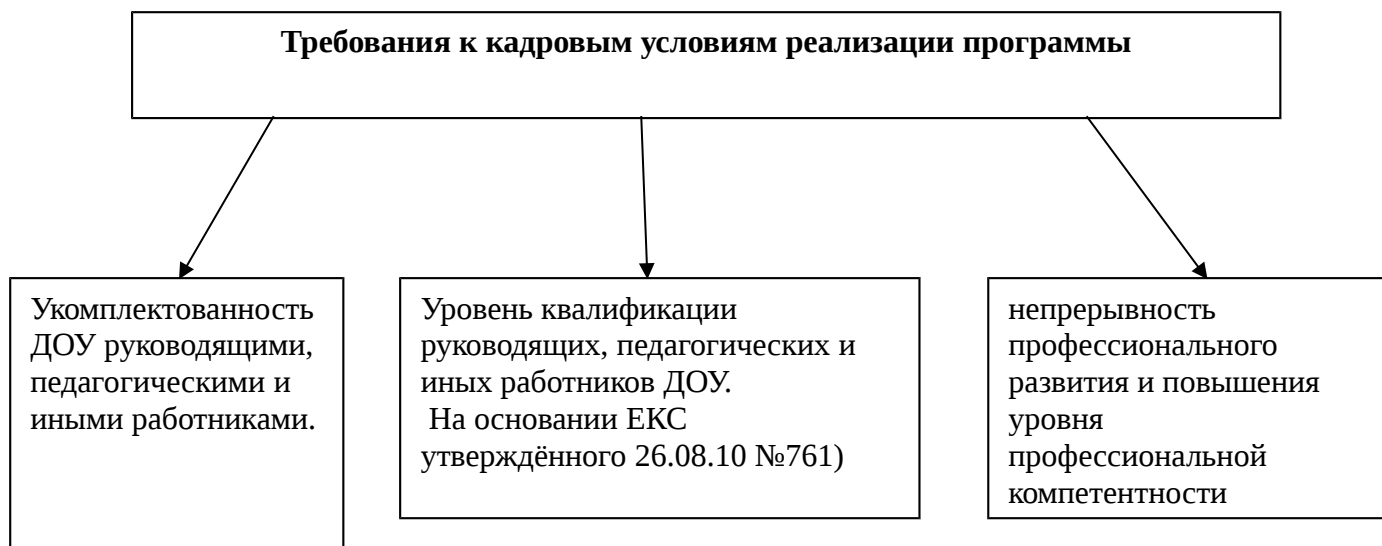 Требования к кадровым условиям реализации программы
Укомплектованность
ДОУ руководящими,
педагогическими и
иными работниками.
Уровень квалификации
руководящих, педагогических и
иных работников ДОУ.
На основании ЕКС
утверждённого 26.08.10 №761)
непрерывность
профессионального
развития и повышения
уровня
профессиональной
компетентности